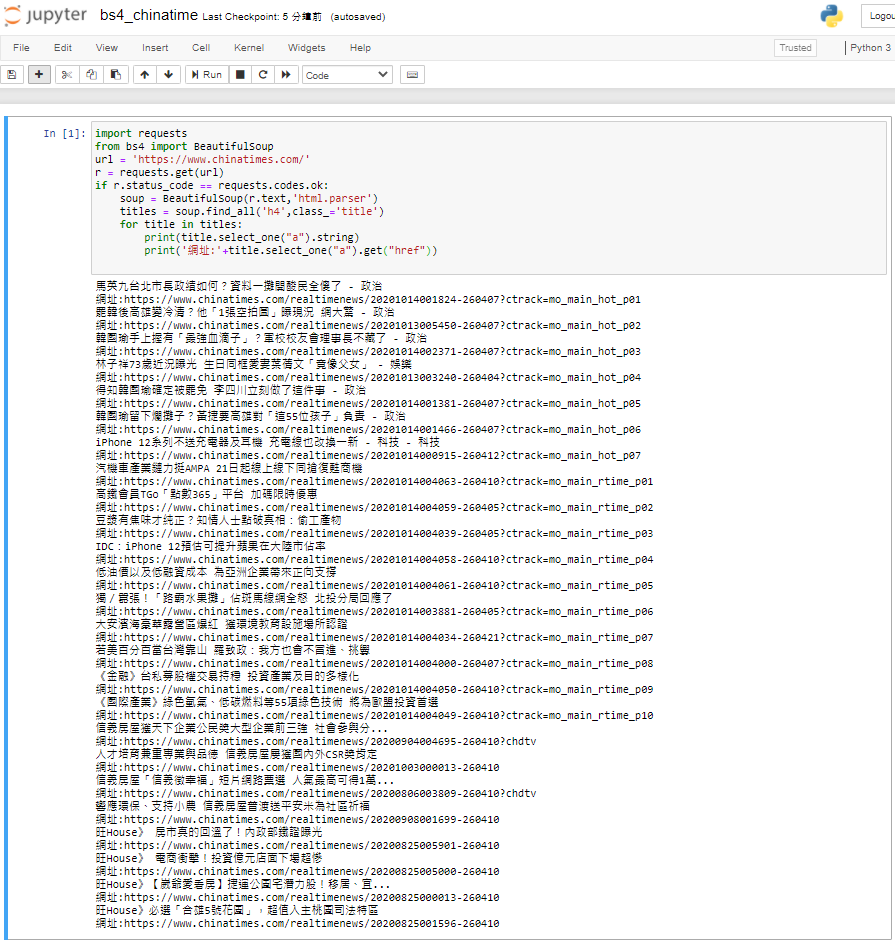 jupyter bs4_chinatime Last Checkpoint: 5 分鐘前 (autosaved)
Logou
File Edit View Insert Cell Kernel Widgets Help
Trusted Python 3
Run Code
In [1]:
import requests
from bs4 import BeautifulSoup
url = 'https://www.chinatimes.com/'
r = requests.get(url)
if r.status_code == requests.codes.ok:
    soup = BeautifulSoup(r.text,'html.parser')
    titles = soup.find_all('h4',class_='title')
    for title in titles:
        print(title.select_one("a").string)
        print('網址:'+title.select_one("a").get("href"))
馬英九台北市長政績如何？資料一攤開酸民全傻了 - 政治
網址:https://www.chinatimes.com/realtimenews/20201014001824-260407?ctrack=mo_main_hot_p01
罷韓後高雄變冷清？他「1張空拍圖」曝現況 網大驚 - 政治
網址:https://www.chinatimes.com/realtimenews/20201013005450-260407?ctrack=mo_main_hot_p02
韓國瑜手上握有「最強血滴子」？軍校校友會理事長不藏了 - 政治
網址:https://www.chinatimes.com/realtimenews/20201014002371-260407?ctrack=mo_main_hot_p03
林子祥73歲近況曝光 生日同框愛妻葉蒨文「竟像父女」 - 娛樂
網址:https://www.chinatimes.com/realtimenews/20201013003240-260404?ctrack=mo_main_hot_p04
得知韓國瑜確定被罷免 李四川立刻做了這件事 - 政治
網址:https://www.chinatimes.com/realtimenews/20201014001381-260407?ctrack=mo_main_hot_p05
韓國瑜留下爛攤子？黃捷要高雄對「這55位孩子」負責 - 政治
網址:https://www.chinatimes.com/realtimenews/20201014001466-260407?ctrack=mo_main_hot_p06
iPhone 12系列不送充電器及耳機 充電線也改換一新 - 科技 - 科技
網址:https://www.chinatimes.com/realtimenews/20201014000915-260412?ctrack=mo_main_hot_p07
汽機車產業鏈力挺AMPA 21日起線上線下同搶復甦商機
網址:https://www.chinatimes.com/realtimenews/20201014004063-260410?ctrack=mo_main_rtime_p01
高鐵會員TGo「點數365」平台 加碼限時優惠
網址:https://www.chinatimes.com/realtimenews/20201014004059-260405?ctrack=mo_main_rtime_p02
豆漿有焦味才純正？知情人士點破真相：偷工產物
網址:https://www.chinatimes.com/realtimenews/20201014004039-260405?ctrack=mo_main_rtime_p03
IDC：iPhone 12預估可提升蘋果在大陸市佔率
網址:https://www.chinatimes.com/realtimenews/20201014004058-260410?ctrack=mo_main_rtime_p04
低油價以及低融資成本 為亞洲企業帶來正向支撐
網址:https://www.chinatimes.com/realtimenews/20201014004061-260410?ctrack=mo_main_rtime_p05
獨／囂張！「路霸水果攤」佔斑馬線網全怒 北投分局回應了
網址:https://www.chinatimes.com/realtimenews/20201014003881-260405?ctrack=mo_main_rtime_p06
大安濱海豪華露營區爆紅 獲環境教育設施場所認證
網址:https://www.chinatimes.com/realtimenews/20201014004034-260421?ctrack=mo_main_rtime_p07
若美百分百當台灣靠山 羅致政：我方也會不冒進、挑釁
網址:https://www.chinatimes.com/realtimenews/20201014004000-260407?ctrack=mo_main_rtime_p08
《金融》台私募股權交易持穩 投資產業及目的多樣化
網址:https://www.chinatimes.com/realtimenews/20201014004050-260410?ctrack=mo_main_rtime_p09
《國際產業》綠色氫氣、低碳燃料等55項綠色技術 將為歐盟投資首選
網址:https://www.chinatimes.com/realtimenews/20201014004049-260410?ctrack=mo_main_rtime_p10
信義房屋獲天下企業公民獎大型企業前三強 社會參與分...
網址:https://www.chinatimes.com/realtimenews/20200904004695-260410?chdtv
人才培育兼重專業與品德 信義房屋屢獲國內外CSR獎肯定
網址:https://www.chinatimes.com/realtimenews/20201003000013-260410
信義房屋「信義徵幸福」短片網路票選 人氣最高可得1萬...
網址:https://www.chinatimes.com/realtimenews/20200806003809-260410?chdtv
響應環保、支持小農 信義房屋普渡送平安米為社區祈福
網址:https://www.chinatimes.com/realtimenews/20200908001699-260410
旺House》 房市真的回溫了！內政部鐵證曝光
網址:https://www.chinatimes.com/realtimenews/20200825005901-260410
旺House》 電商衝擊！投資億元店面下場超慘
網址:https://www.chinatimes.com/realtimenews/20200825005000-260410
旺House》【崴爺愛看房】捷運公園宅潛力股！移居、宜...
網址:https://www.chinatimes.com/realtimenews/20200825000013-260410
旺House》必選「合雄5號花園」，超值入主桃園司法特區
網址:https://www.chinatimes.com/realtimenews/20200825001596-260410